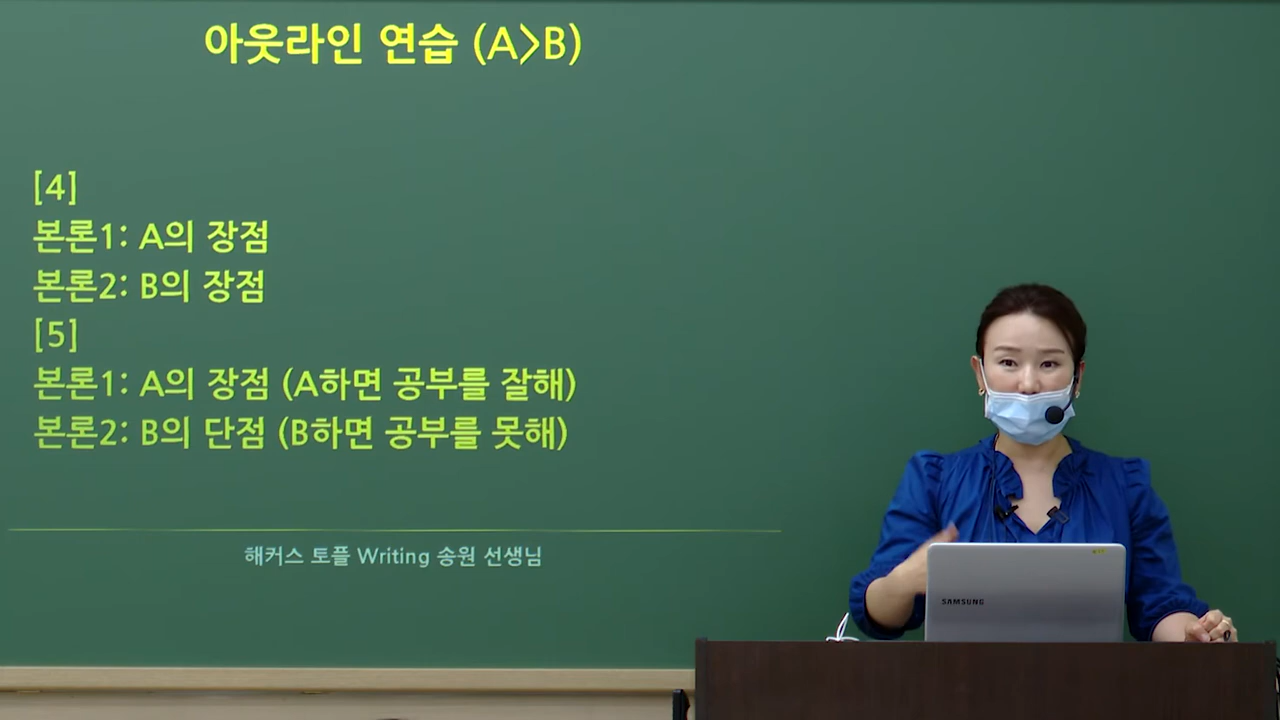 아웃라인 연습 (A>B)
[4]
본론1: A의 장점
본론2: B의 장점
[5]
본론1: A의 장점 (A하면 공부를 잘해)
본론2: B의 단점 (B하면 공부를 못해)
해커스 토플 Writing 송원 선생님
SAMSUNG